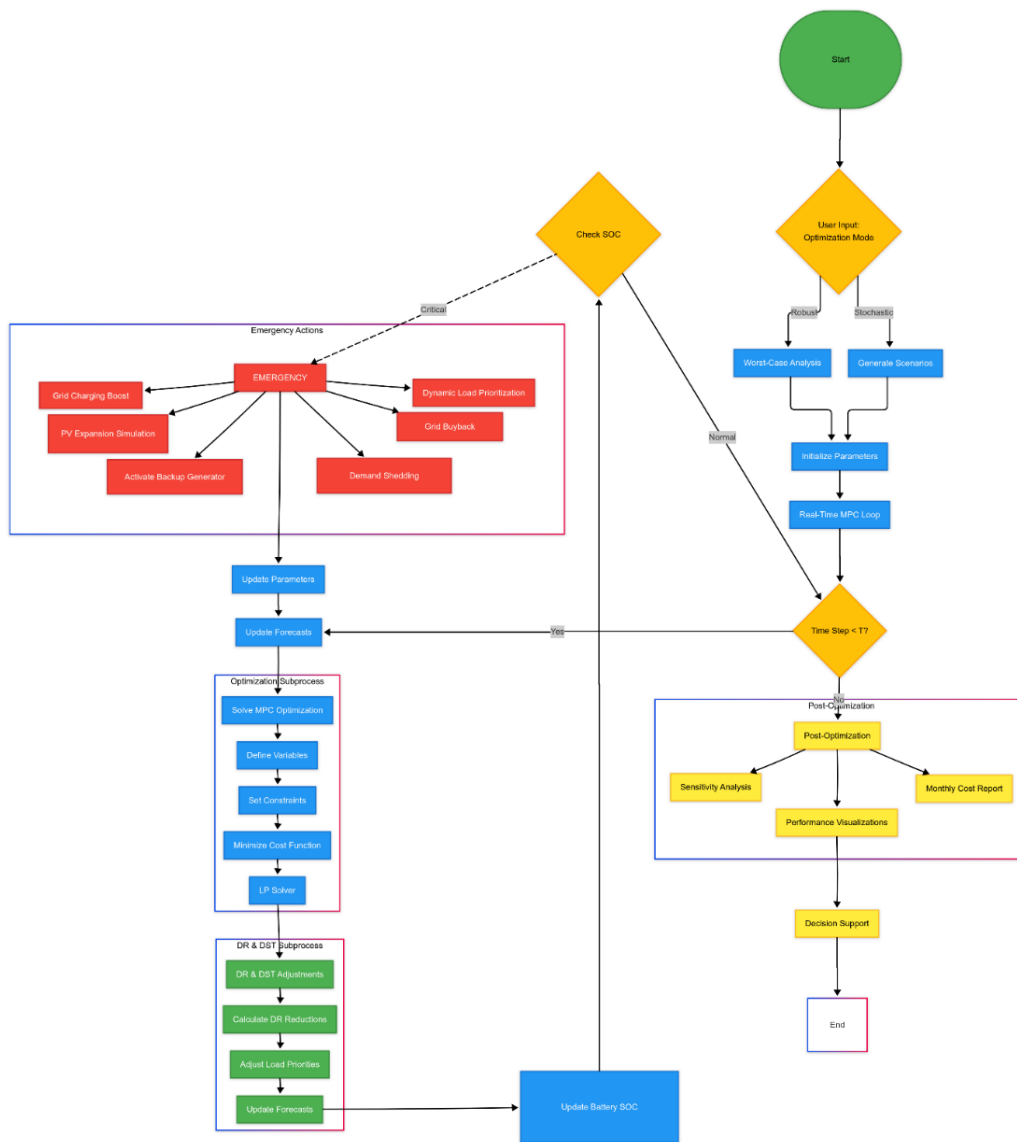 Start
User Input:
Optimization Mode
Robust
Stochastic
Worst-Case Analysis
Generate Scenarios
Initialize Parameters
Real-Time MPC Loop
Time Step < T?
Yes
No
Check SOC
Critical
Normal
Emergency Actions
EMERGENCY
Grid Charging Boost
Dynamic Load Prioritization
PV Expansion Simulation
Grid Buyback
Activate Backup Generator
Demand Shedding
Update Parameters
Update Forecasts
Optimization Subprocess
Solve MPC Optimization
Define Variables
Set Constraints
Minimize Cost Function
LP Solver
DR & DST Subprocess
DR & DST Adjustments
Calculate DR Reductions
Adjust Load Priorities
Update Forecasts
Update Battery SOC
Post-Optimization
Post-Optimization
Sensitivity Analysis
Monthly Cost Report
Performance Visualizations
Decision Support
End